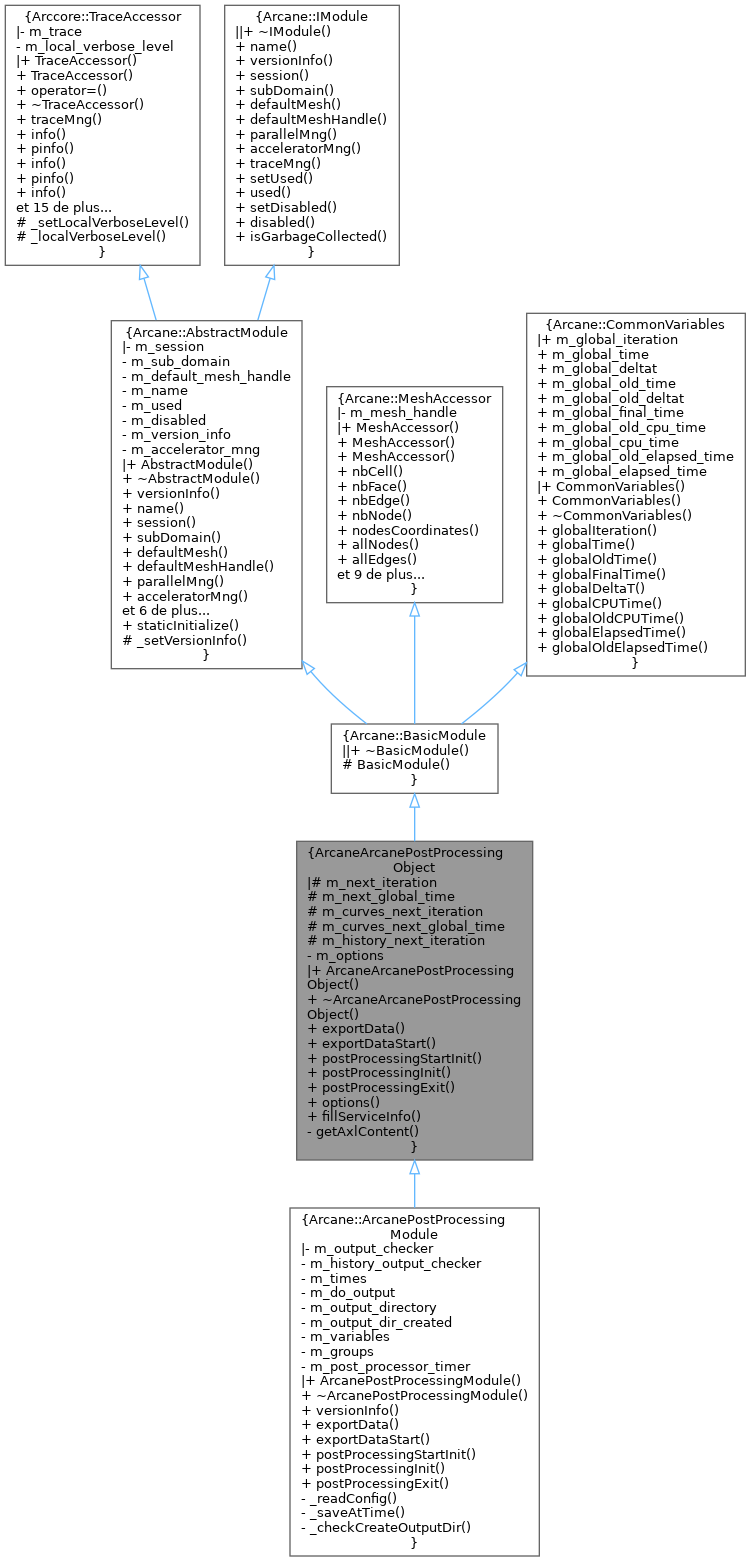 {Arccore::TraceAccessor
|- m_trace
- m_local_verbose_level
|+ TraceAccessor()
+ TraceAccessor()
+ operator=()
+ ~TraceAccessor()
+ traceMng()
+ info()
+ pinfo()
+ info()
+ pinfo()
+ info()
et 15 de plus...
# _setLocalVerboseLevel()
# _localVerboseLevel()
}
{Arcane::IModule
||+ ~IModule()
+ name()
+ versionInfo()
+ session()
+ subDomain()
+ defaultMesh()
+ defaultMeshHandle()
+ parallelMng()
+ acceleratorMng()
+ traceMng()
+ setUsed()
+ used()
+ setDisabled()
+ disabled()
+ isGarbageCollected()
}
{Arcane::AbstractModule
|- m_session
- m_sub_domain
- m_default_mesh_handle
- m_name
- m_used
- m_disabled
- m_version_info
- m_accelerator_mng
|+ AbstractModule()
+ ~AbstractModule()
+ versionInfo()
+ name()
+ session()
+ subDomain()
+ defaultMesh()
+ defaultMeshHandle()
+ parallelMng()
+ acceleratorMng()
et 6 de plus...
+ staticInitialize()
# _setVersionInfo()
}
{Arcane::MeshAccessor
|- m_mesh_handle
|+ MeshAccessor()
+ MeshAccessor()
+ MeshAccessor()
+ nbCell()
+ nbFace()
+ nbEdge()
+ nbNode()
+ nodesCoordinates()
+ allNodes()
+ allEdges()
et 9 de plus...
}
{Arcane::CommonVariables
|+ m_global_iteration
+ m_global_time
+ m_global_deltat
+ m_global_old_time
+ m_global_old_deltat
+ m_global_final_time
+ m_global_old_cpu_time
+ m_global_cpu_time
+ m_global_old_elapsed_time
+ m_global_elapsed_time
|+ CommonVariables()
+ CommonVariables()
+ ~CommonVariables()
+ globalIteration()
+ globalTime()
+ globalOldTime()
+ globalFinalTime()
+ globalDeltaT()
+ globalCPUTime()
+ globalOldCPUTime()
+ globalElapsedTime()
+ globalOldElapsedTime()
}
{Arcane::BasicModule
||+ ~BasicModule()
# BasicModule()
}
{ArcaneArcanePostProcessing
Object
|# m_next_iteration
# m_next_global_time
# m_curves_next_iteration
# m_curves_next_global_time
# m_history_next_iteration
- m_options
|+ ArcaneArcanePostProcessing
Object()
+ ~ArcaneArcanePostProcessing
Object()
+ exportData()
+ exportDataStart()
+ postProcessingStartInit()
+ postProcessingInit()
+ postProcessingExit()
+ options()
+ fillServiceInfo()
- getAxlContent()
}
{Arcane::ArcanePostProcessing
Module
|- m_output_checker
- m_history_output_checker
- m_times
- m_do_output
- m_output_directory
- m_output_dir_created
- m_variables
- m_groups
- m_post_processor_timer
|+ ArcanePostProcessingModule()
+ ~ArcanePostProcessingModule()
+ versionInfo()
+ exportData()
+ exportDataStart()
+ postProcessingStartInit()
+ postProcessingInit()
+ postProcessingExit()
- _readConfig()
- _saveAtTime()
- _checkCreateOutputDir()
}